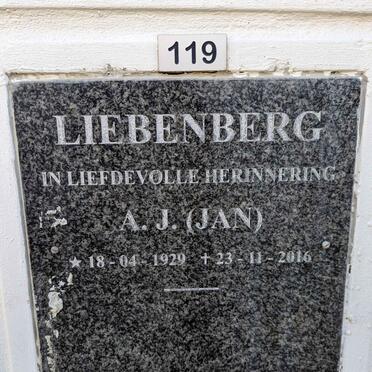 119
LIEBENBERG
IN LIEFDEVOLLE HERINNERING
A. J. (JAN)
★ 18 - 04 - 1929 ✝ 23 - 11 - 2016